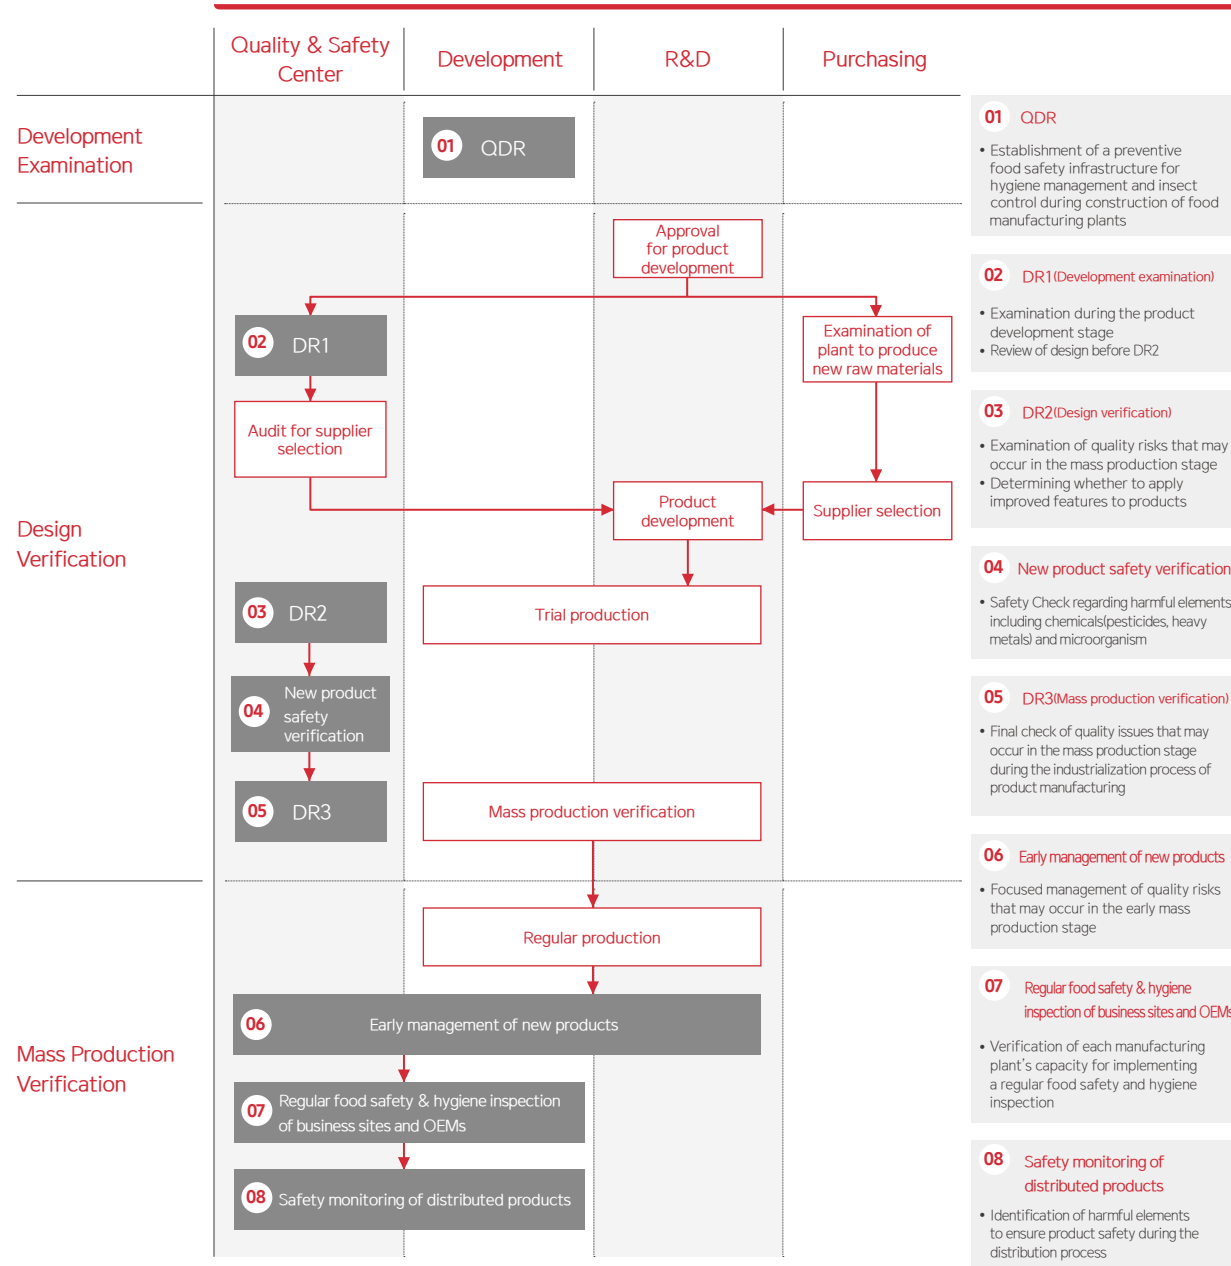 Quality & Safety
Center
Development
R&D
Purchasing
Development
Examination
01 QDR
Approval
for product
development
02 DR1
Examination of
plant to produce
new raw materials
Audit for supplier
selection
Product
development
Supplier selection
Design
Verification
03 DR2
Trial production
04 New product
safety
verification
05 DR3
Mass production verification
Regular production
06 Early management of new products
Mass Production
Verification
07 Regular food safety & hygiene inspection
of business sites and OEMs
08 Safety monitoring of distributed products
01 QDR
• Establishment of a preventive
food safety infrastructure for
hygiene management and insect
control during construction of food
manufacturing plants
02 DR1(Development examination)
• Examination during the product
development stage
• Review of design before DR2
03 DR2(Design verification)
• Examination of quality risks that may
occur in the mass production stage
• Determining whether to apply
improved features to products
04 New product safety verification
• Safety Check regarding harmful elements
including chemicals(pesticides, heavy
metals) and microorganism
05 DR3(Mass production verification)
• Final check of quality issues that may
occur in the mass production stage
during the industrialization process of
product manufacturing
06 Early management of new products
• Focused management of quality risks
that may occur in the early mass
production stage
07 Regular food safety & hygiene
inspection of business sites and OEMs
• Verification of each manufacturing
plant's capacity for implementing
a regular food safety and hygiene
inspection
08 Safety monitoring of
distributed products
• Identification of harmful elements
to ensure product safety during the
distribution process